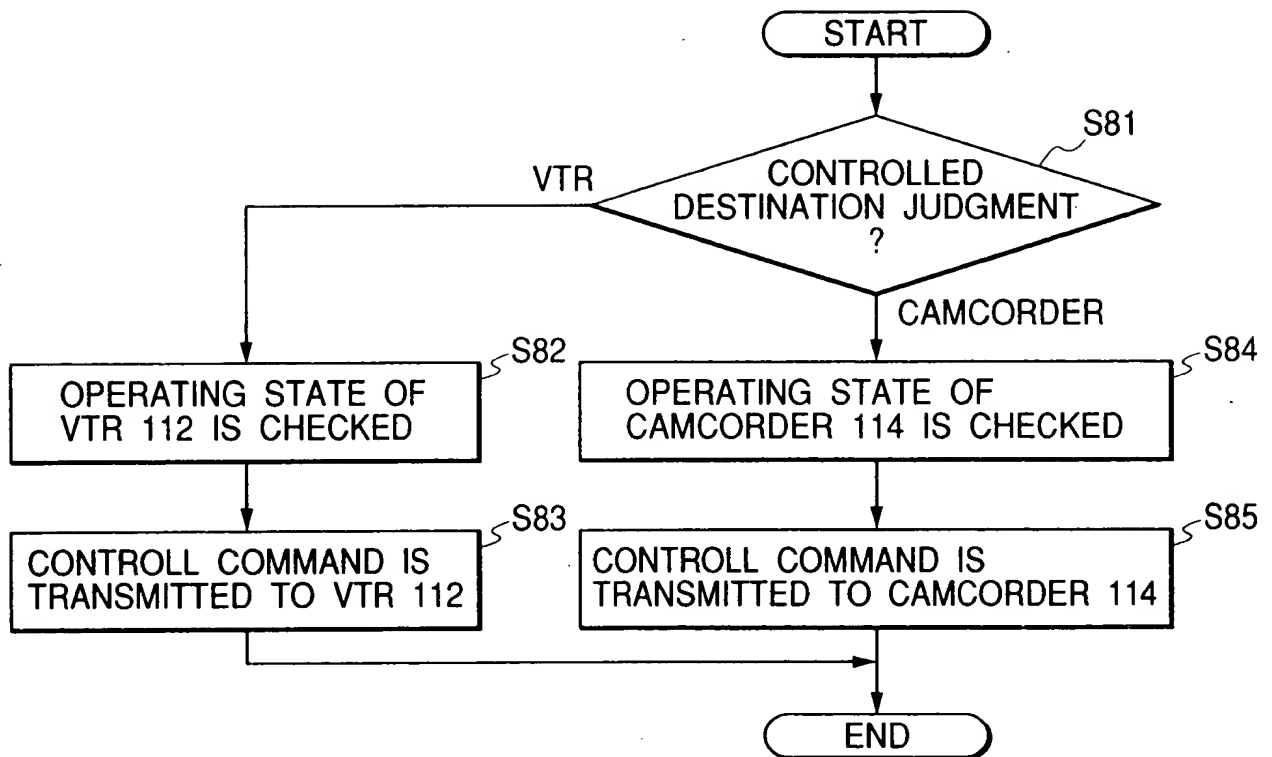 START
S81
CONTROLLED
DESTINATION JUDGMENT
?
VTR
CAMCORDER
S82
OPERATING STATE OF
VTR 112 IS CHECKED
S84
OPERATING STATE OF
CAMCORDER 114 IS CHECKED
S83
CONTROLL COMMAND IS
TRANSMITTED TO VTR 112
S85
CONTROLL COMMAND IS
TRANSMITTED TO CAMCORDER 114
END